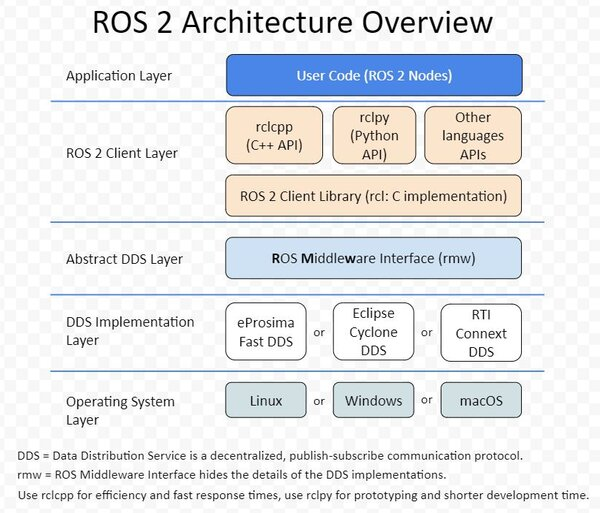 ROS 2 Architecture Overview
Application Layer
User Code (ROS 2 Nodes)
ROS 2 Client Layer
rclcpp
(C++ API)
rclpy
(Python
API)
Other
languages
APIs
ROS 2 Client Library (rcl: C implementation)
Abstract DDS Layer
ROS Middleware Interface (rmw)
DDS Implementation
Layer
eProsima
Fast DDS
or
Eclipse
Cyclone
DDS
or
RTI
Connext
DDS
Operating System
Layer
Linux
or
Windows
or
macOS
DDS = Data Distribution Service is a decentralized, publish-subscribe communication protocol.
rmw = ROS Middleware Interface hides the details of the DDS implementations.
Use rclcpp for efficiency and fast response times, use rclpy for prototyping and shorter development time.